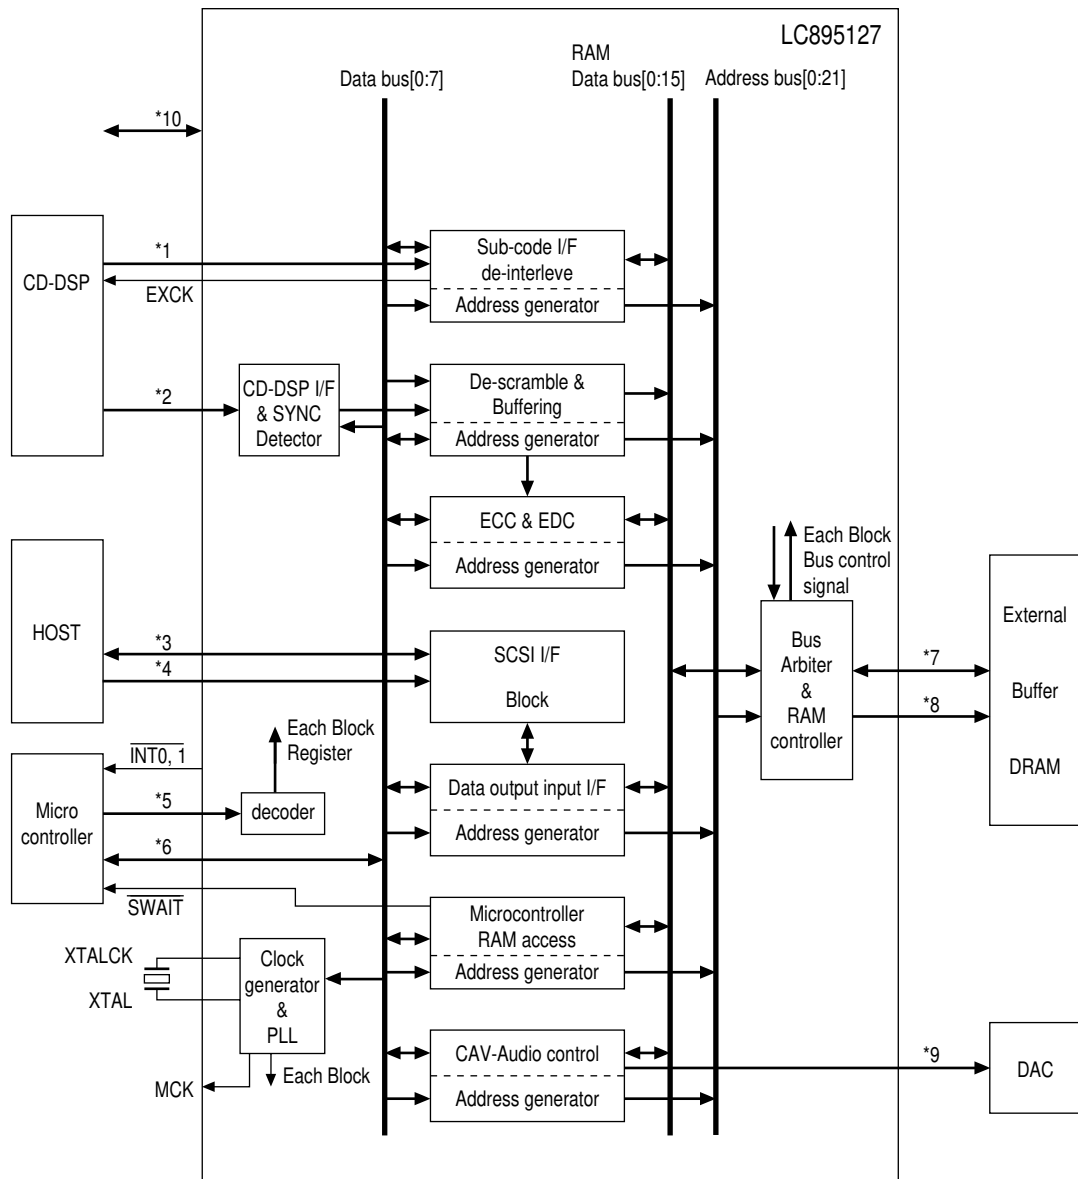 LC895127
RAM
Data bus[0:7]
Data bus[0:15]
Address bus[0:21]
*10
CD-DSP
*1
EXCK
Sub-code I/F
de-interleve
Address generator
*2
CD-DSP I/F
& SYNC
Detector
De-scramble &
Buffering
Address generator
ECC & EDC
Address generator
Each Block
Bus control
signal
HOST
*3
*4
SCSI I/F
Block
Bus
Arbiter
&
RAM
controller
*7
*8
External
Buffer
DRAM
Each Block
Register
INT0, 1
Micro
controller
*5
decoder
*6
SWAIT
Data output input I/F
Address generator
Microcontroller
RAM access
Address generator
XTALCK
XTAL
Clock
generator
&
PLL
MCK
Each Block
CAV-Audio control
Address generator
*9
DAC